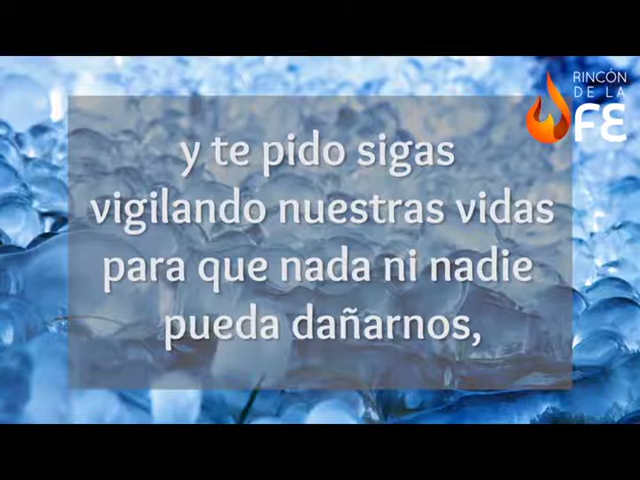 RINCÓN
DE LA
FE
y te pido sigas
vigilando nuestras vidas
para que nada ni nadie
pueda dañarnos,